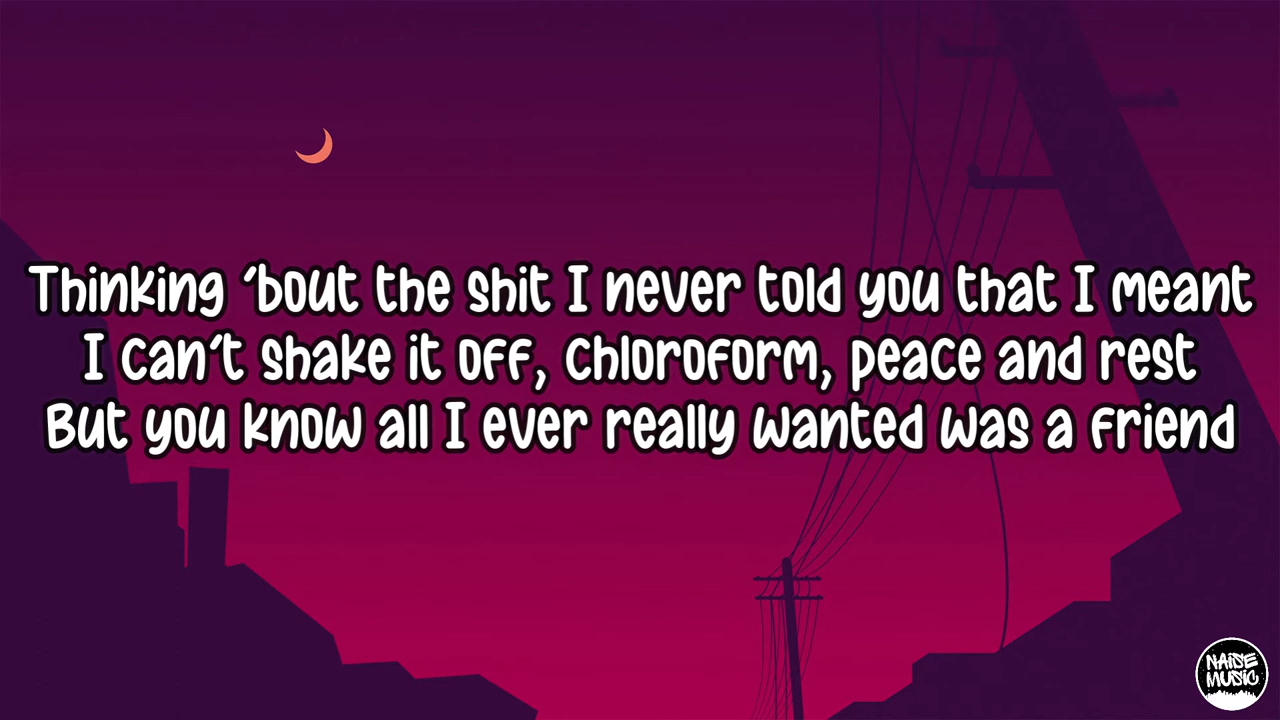 Thinking ‘bout the shit I never told you that I meant
I can’t shake it off, chloroform, peace and rest
But you know all I ever really wanted was a friend
NAISE
MUSIC